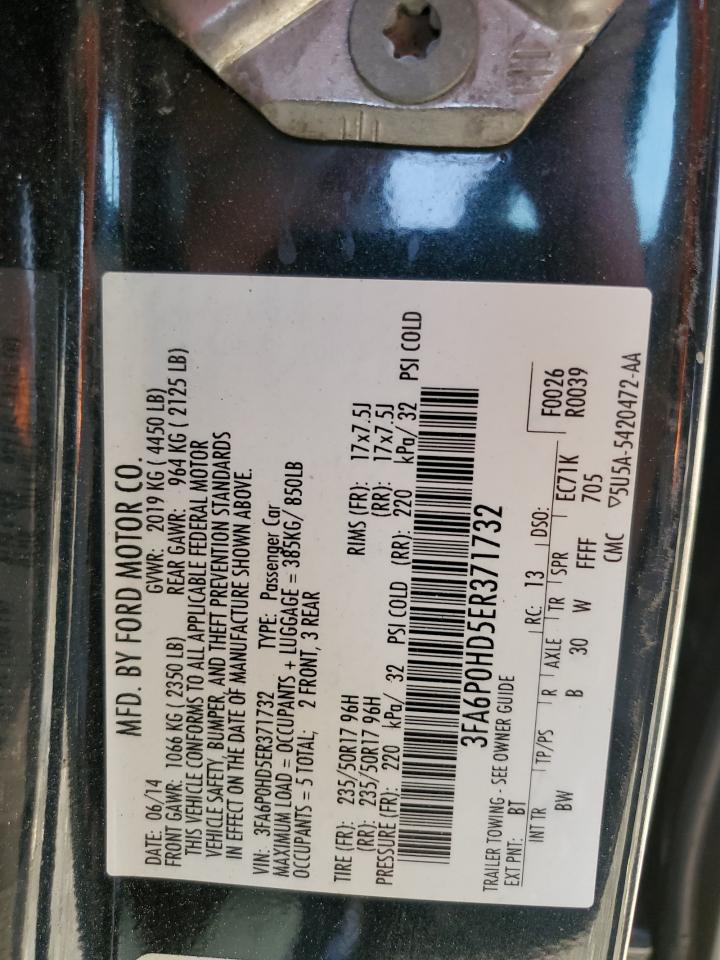 MFD. BY FORD MOTOR CO.
DATE: 06/14 GVWR: 2019 KG ( 4450 LB)
FRONT GAWR: 1066 KG ( 2350 LB) REAR GAWR: 964 KG ( 2125 LB)
THIS VEHICLE CONFORMS TO ALL APPLICABLE FEDERAL MOTOR
VEHICLE SAFETY, BUMPER, AND THEFT PREVENTION STANDARDS
IN EFFECT ON THE DATE OF MANUFACTURE SHOWN ABOVE.
VIN: 3FA6P0HD5ER371732 TYPE: Passenger Car
MAXIMUM LOAD = OCCUPANTS + LUGGAGE = 385KG/ 850LB
OCCUPANTS = 5 TOTAL; 2 FRONT, 3 REAR
TIRE (FR): 235/50R17 96H RIMS (FR): 17x7.5J
(RR): 235/50R17 96H (RR): 17x7.5J
PRESSURE (FR): 220 kPa/ 32 PSI COLD (RR): 220 kPa/ 32 PSI COLD
3FA6P0HD5ER371732
TRAILER TOWING - SEE OWNER GUIDE
EXT PNT: BT RC: 13 DSO: F0026
R0039
INT TR TP/PS R AXLE TR SPR EC71K
BW B 30 W FFFF 705
CMC ▽5U5A-5420472-AA